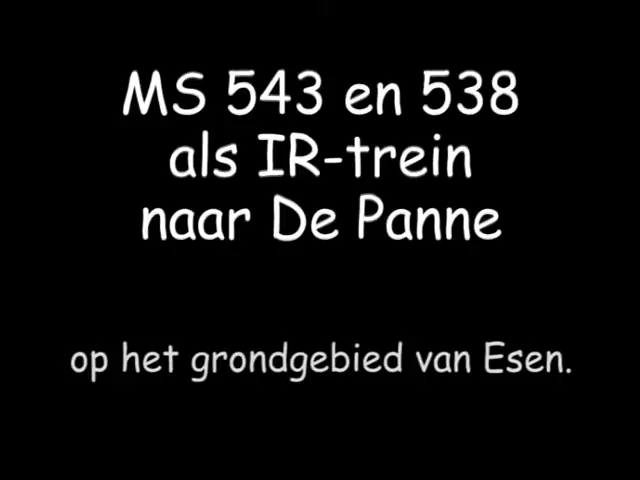 MS 543 en 538
als IR-trein
naar De Panne
op het grondgebied van Esen.